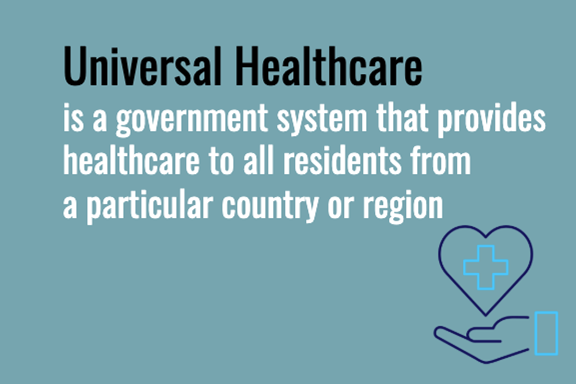 Universal Healthcare
is a government system that provides
healthcare to all residents from
a particular country or region